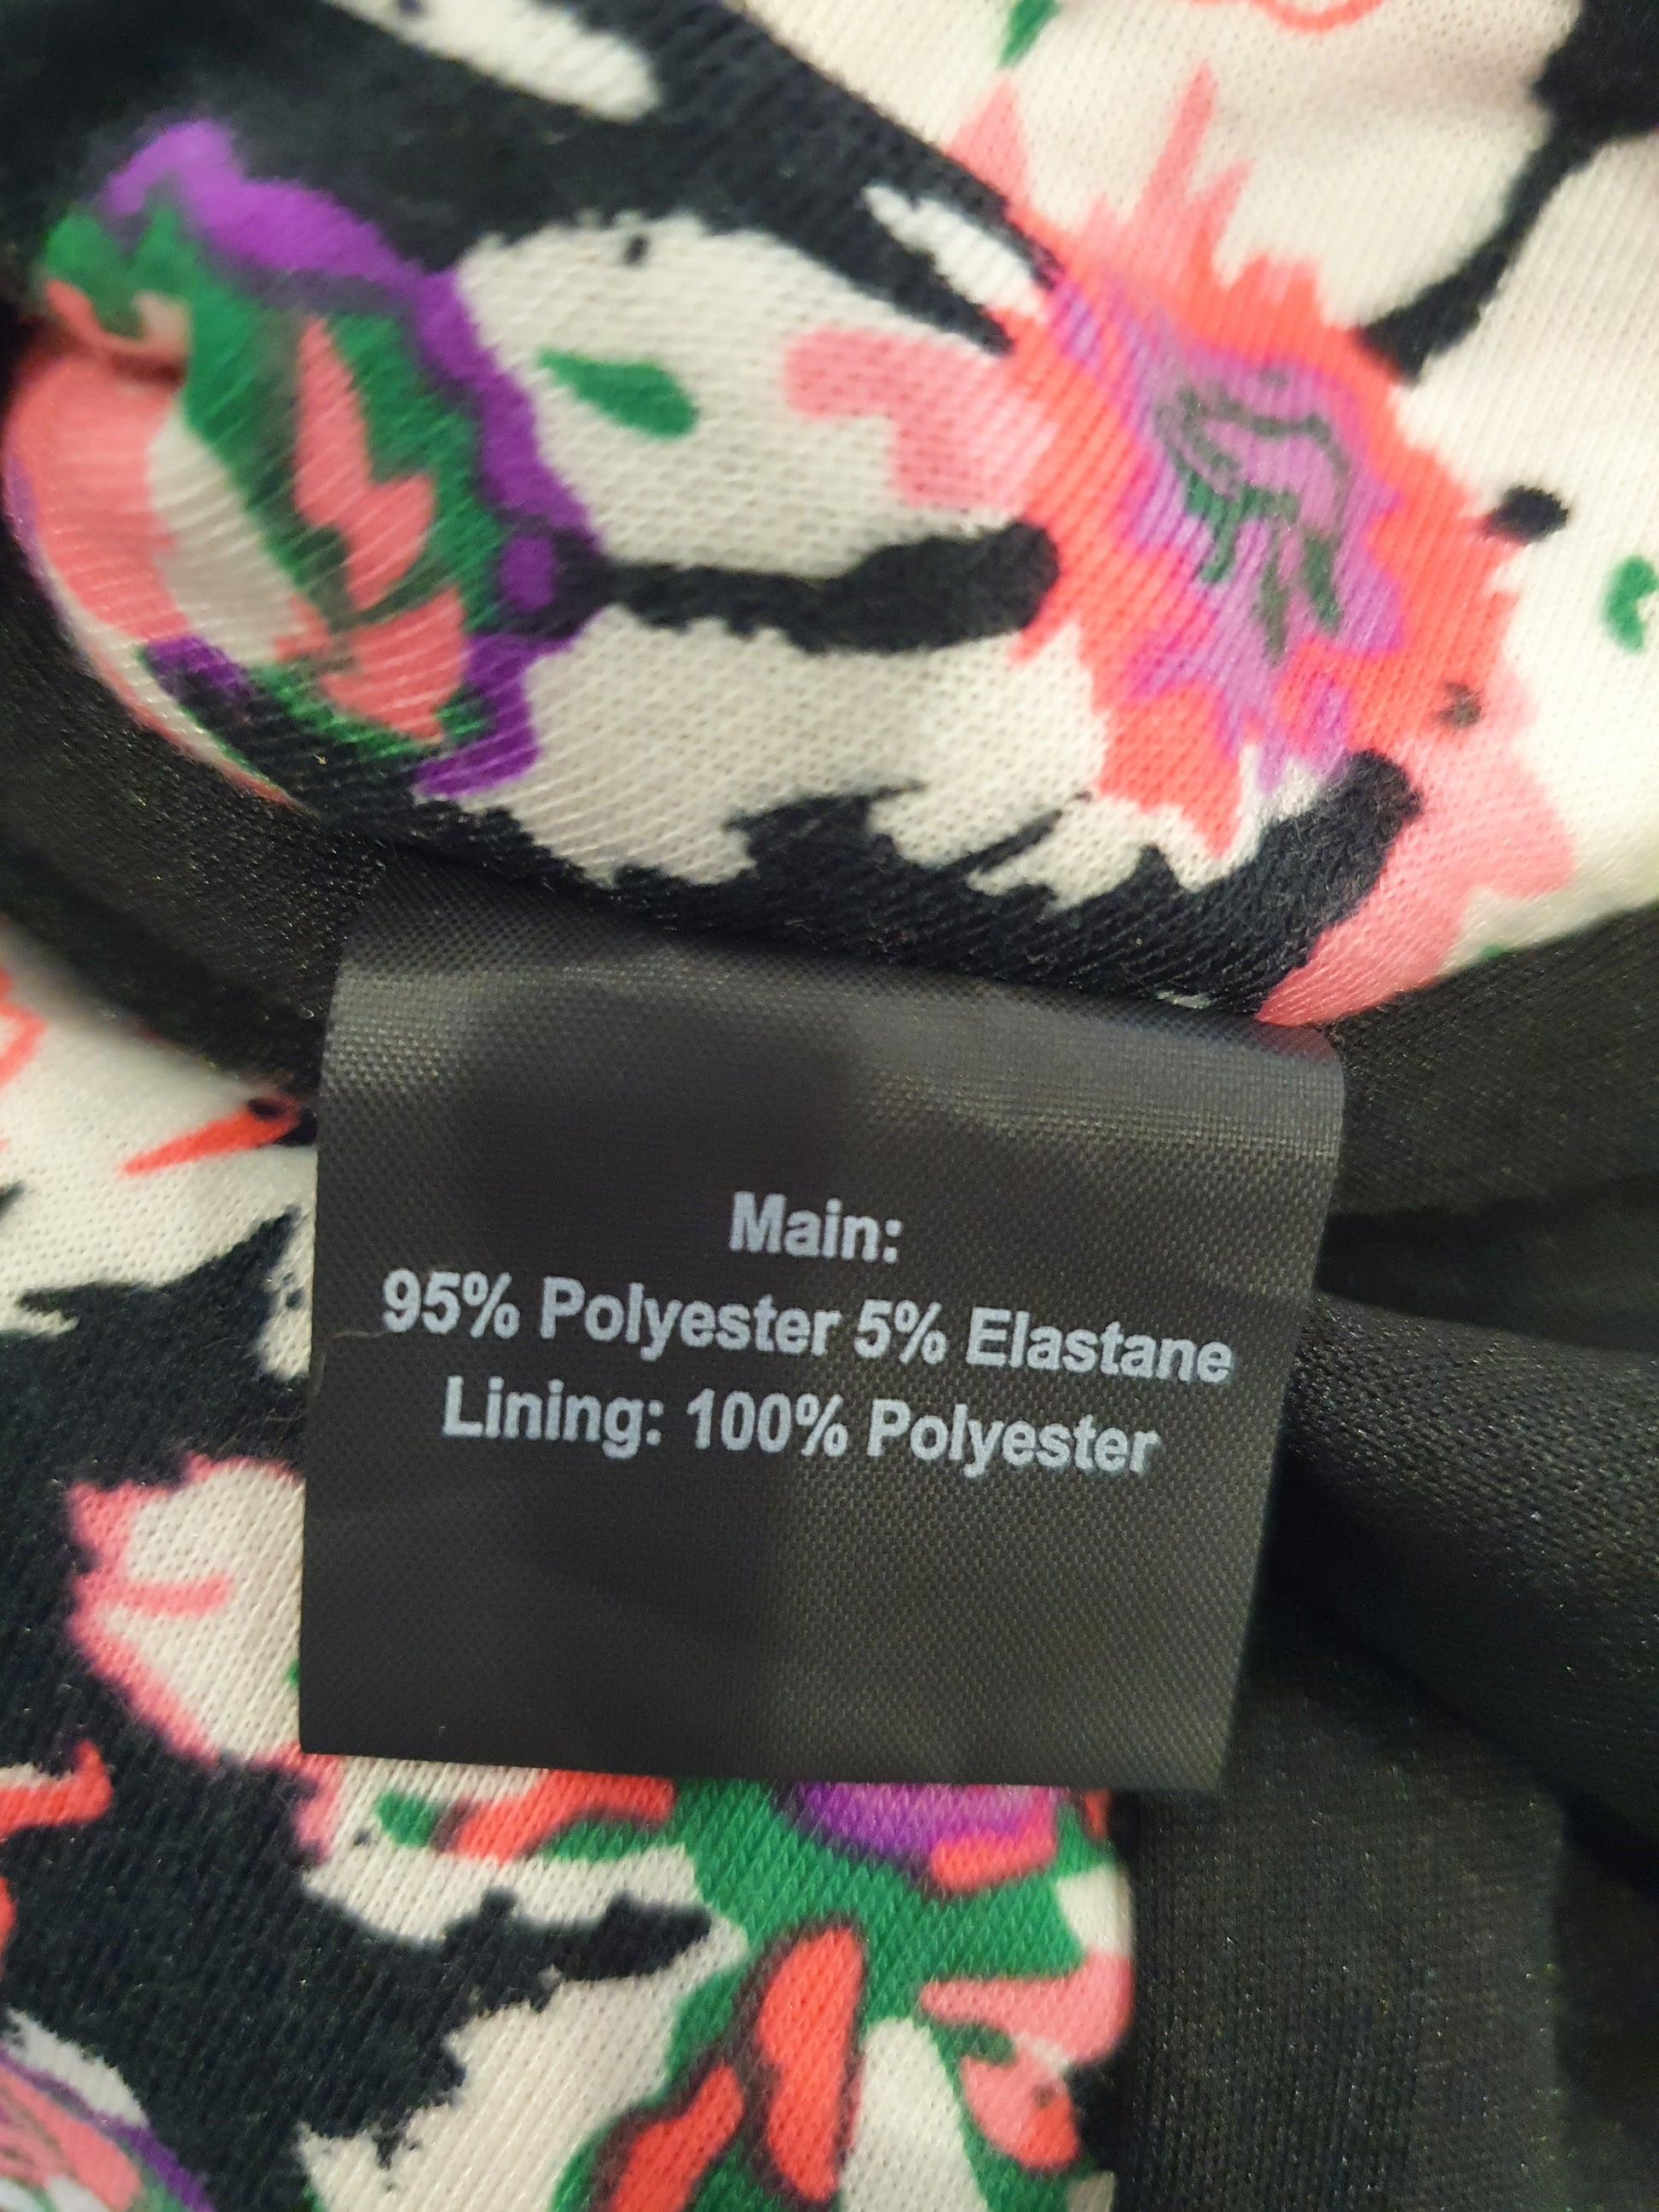 Main:
95% Polyester 5% Elastane
Lining: 100% Polyester